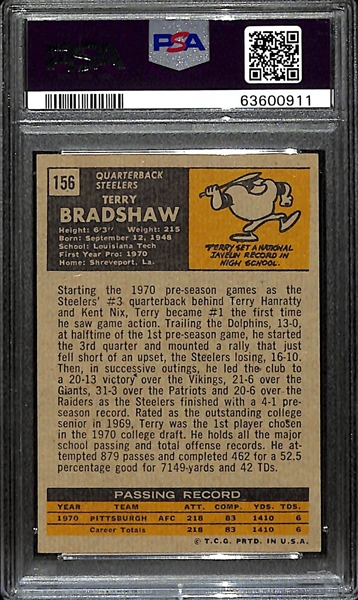 PSA
63600911
156
QUARTERBACK
STEELERS
TERRY
BRADSHAW
Height: 6'3" Weight: 215
Born: September 12, 1948
School: Louisiana Tech
First Year Pro: 1970
Home: Shreveport, La.
TERRY SET A NATIONAL
JAVELIN RECORD IN
HIGH SCHOOL.
Starting the 1970 pre-season games as the
Steelers' #3 quarterback behind Terry Hanratty
and Kent Nix, Terry became #1 the first time
he saw game action. Trailing the Dolphins, 13-0,
at halftime of the 1st pre-season game, he started
the 3rd quarter and mounted a rally that just
fell short of an upset, the Steelers losing, 16-10.
Then, in successive outings, he led the club to
a 20-13 victory over the Vikings, 21-6 over the
Giants, 31-3 over the Patriots and 20-6 over the
Raiders as the Steelers finished with a 4-1 pre-
season record. Rated as the outstanding college
senior in 1969, Terry was the 1st player chosen
in the 1970 college draft. He holds all the major
school passing and total offense records. He at-
tempted 879 passes and completed 462 for a 52.5
percentage good for 7149-yards and 42 TDs.
PASSING RECORD
YEAR TEAM ATT. COMP. YDS. TDS.
1970 PITTSBURGH AFC 218 83 1410 6
Career Totals 218 83 1410 6
© T.C.G. PRTD. IN U.S.A.